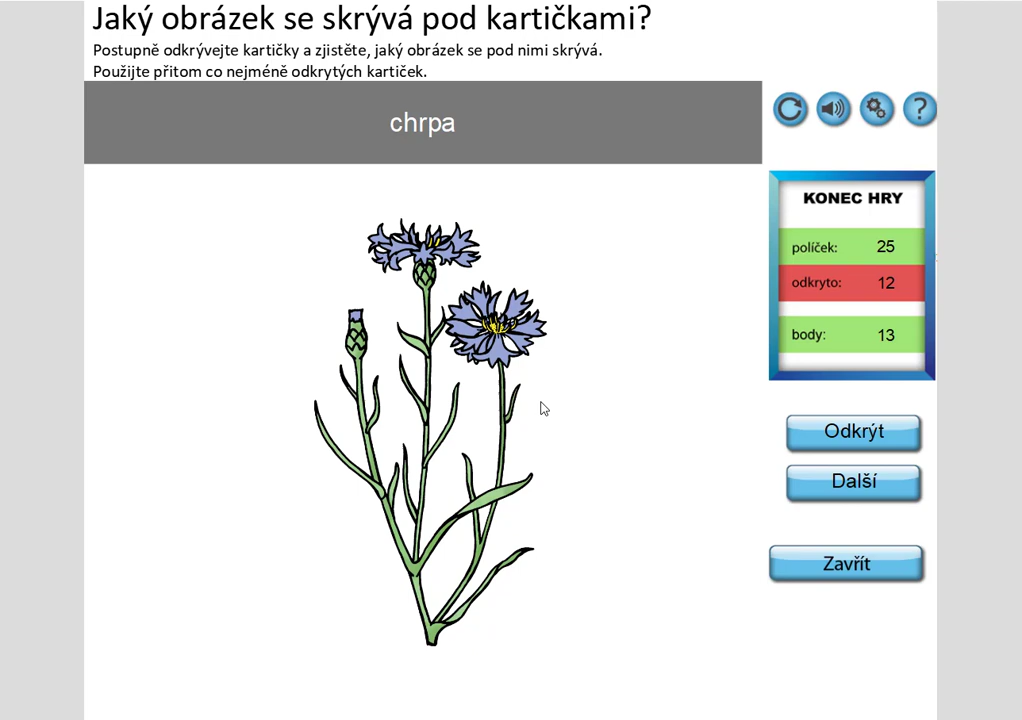 Jaký obrázek se skrývá pod kartičkami?
Postupně odkrývejte kartičky a zjistěte, jaký obrázek se pod nimi skrývá.
Použijte přitom co nejméně odkrytých kartiček.
chrpa
?
KONEC HRY
políček: 25
odkryto: 12
body: 13
Odkrýt
Další
Zavřít